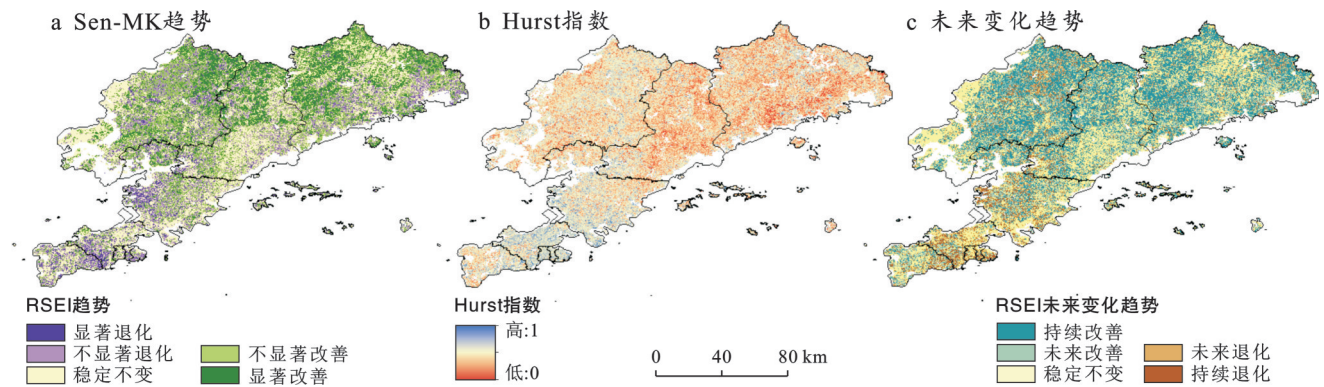 a Sen-MK趋势
b Hurst指数
c 未来变化趋势
RSEI趋势
显著退化
不显著退化
稳定不变
不显著改善
显著改善
Hurst指数
高:1
低:0
0 40 80 km
RSEI未来变化趋势
持续改善
未来改善
稳定不变
未来退化
持续退化